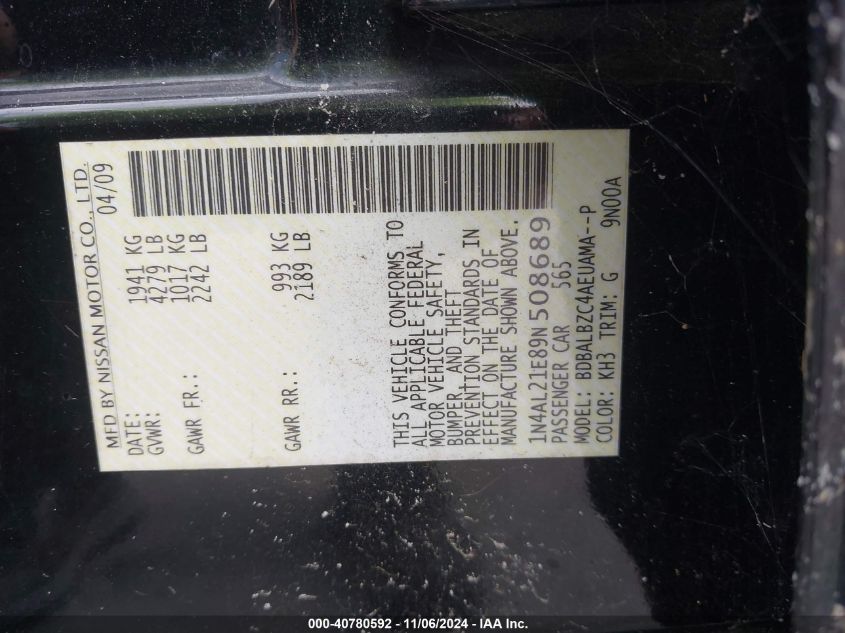 MFD BY NISSAN MOTOR CO., LTD.
DATE: 04/09
GVWR: 1941 KG
4279 LB
GAWR FR.: 1017 KG
2242 LB
GAWR RR.: 993 KG
2189 LB
THIS VEHICLE CONFORMS TO
ALL APPLICABLE FEDERAL
MOTOR VEHICLE SAFETY,
BUMPER, AND THEFT
PREVENTION STANDARDS IN
EFFECT ON THE DATE OF
MANUFACTURE SHOWN ABOVE.
1N4AL21E89N508689
PASSENGER CAR 565
MODEL: BDBALBZC4AEUAMA--P
COLOR: KH3 TRIM: G 9N00A
000-40780592 - 11/06/2024 - IAA Inc.